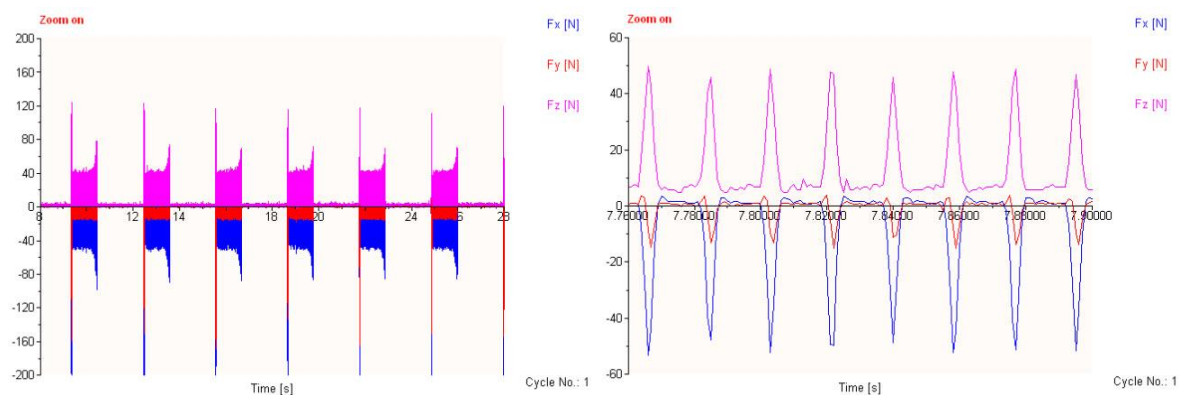 Zoom on
Fx [N]
200
160
Fy [N]
120
Fz [N]
80
40
0
8 12 14 18 20 24 26 28
-40
-80
-120
-160
-200
Time [s]
Cycle No.: 1
Zoom on
Fx [N]
60
Fy [N]
40
Fz [N]
20
0
7.76000 7.78000 7.80000 7.82000 7.84000 7.86000 7.88000 7.90000
-20
-40
-60
Time [s]
Cycle No.: 1